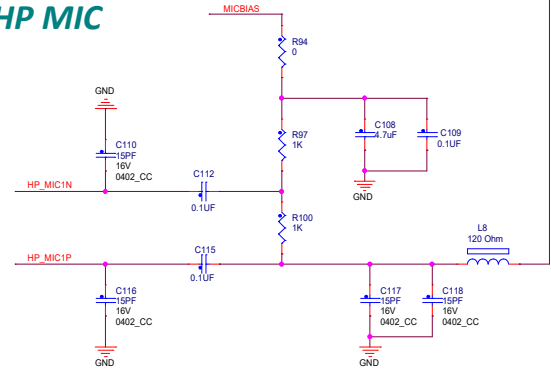 HP MIC
MICBIAS
R94
0
GND
C110
15PF
16V
0402_CC
R97
1K
C108
4.7uF
C109
0.1UF
GND
C112
0.1UF
HP_MIC1N
R100
1K
L8
120 Ohm
HP_MIC1P
C115
0.1UF
C116
15PF
16V
0402_CC
C117
15PF
16V
0402_CC
C118
15PF
16V
0402_CC
GND
GND